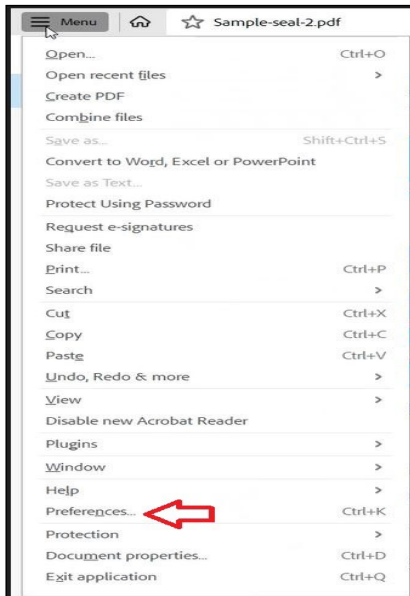 Menu Sample-seal-2.pdf
Open... Ctrl+O
Open recent files >
Create PDF
Combine files
Save as... Shift+Ctrl+S
Convert to Word, Excel or PowerPoint
Save as Text...
Protect Using Password
Request e-signatures
Share file
Print... Ctrl+P
Search >
Cut Ctrl+X
Copy Ctrl+C
Paste Ctrl+V
Undo, Redo & more >
View >
Disable new Acrobat Reader
Plugins >
Window >
Help >
Preferences... Ctrl+K
Protection >
Document properties... Ctrl+D
Exit application Ctrl+Q